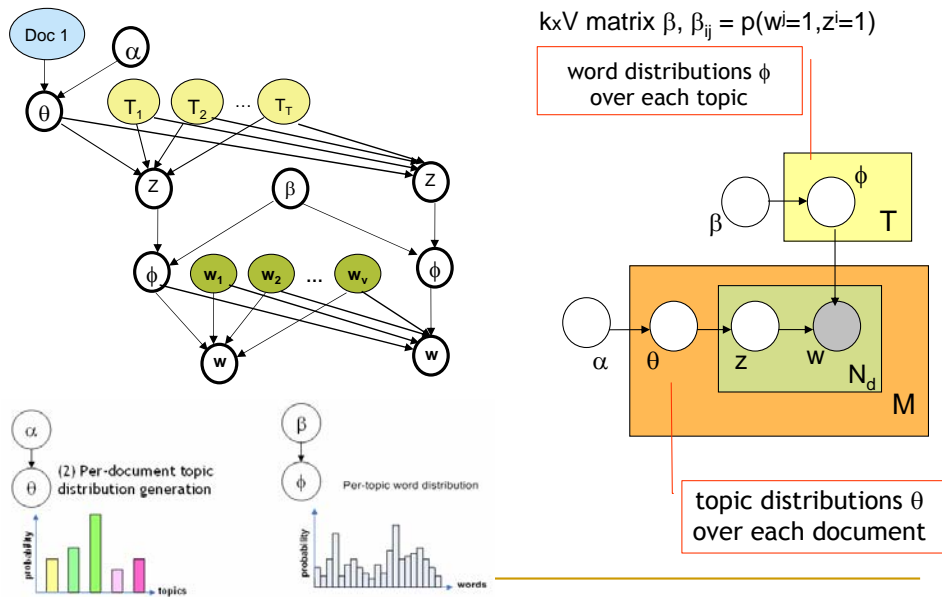 Doc 1
α
θ
T1
T2
...
TT
Z
Z
β
ϕ
w1
w2
...
wv
ϕ
w
w
kxV matrix β, βij = p(wj=1,zi=1)
word distributions ϕ
over each topic
ϕ
β
T
α
θ
z
w
Nd
M
topic distributions θ
over each document
α
θ
(2) Per-document topic
distribution generation
probability
topics
β
ϕ
Per-topic word distribution
probability
words